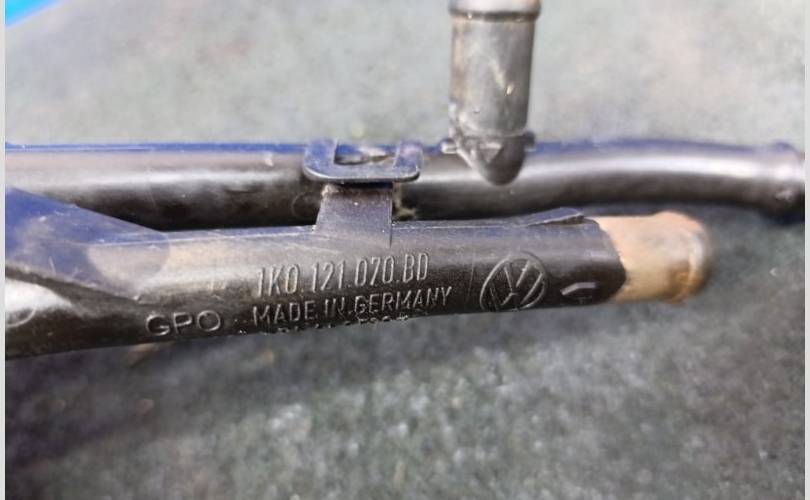 1K0 121 070 BD
GPO MADE IN GERMANY